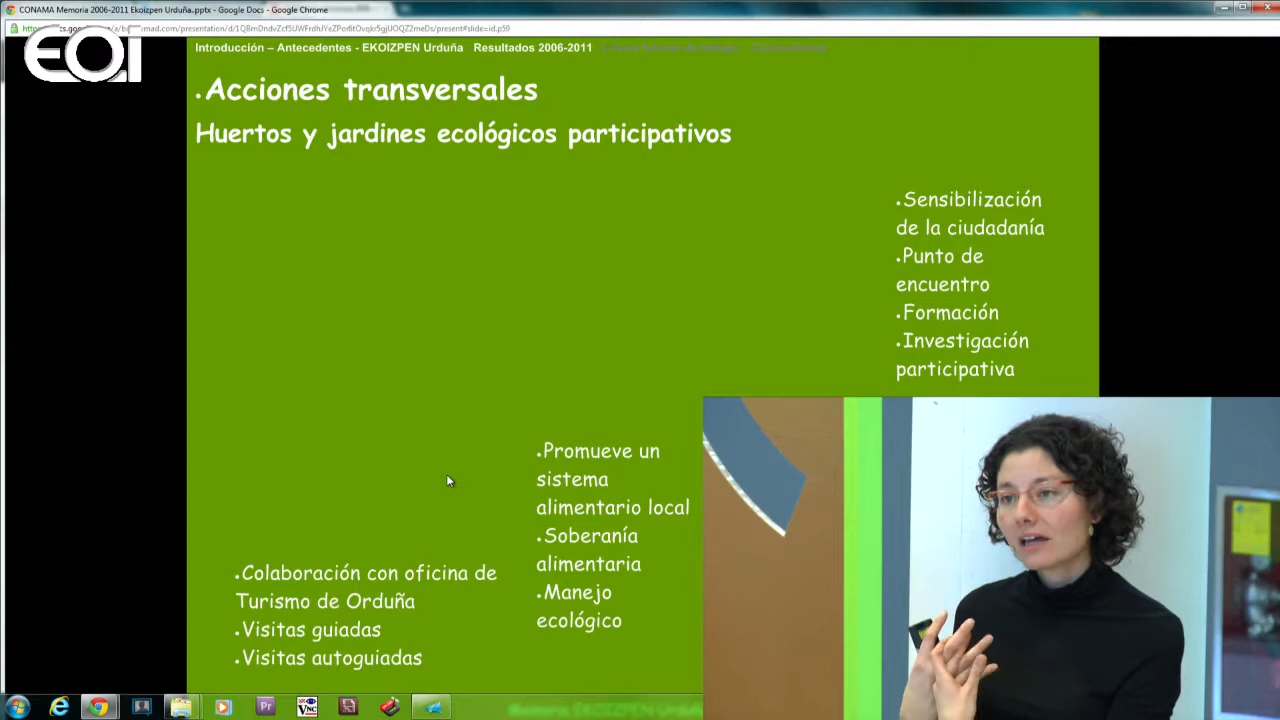 CONAMA Memoria 2006-2011 Ekoizpen Urduña.pptx - Google Docs - Google Chrome
EOI
Introducción – Antecedentes - EKOIZPEN Urduña Resultados 2006-2011
.Acciones transversales
Huertos y jardines ecológicos participativos
.Sensibilización
de la ciudadanía
.Punto de
encuentro
.Formación
.Investigación
participativa
.Promueve un
sistema
alimentario local
.Soberanía
alimentaria
.Manejo
ecológico
.Colaboración con oficina de
Turismo de Orduña
.Visitas guiadas
.Visitas autoguiadas
Pr
VNC